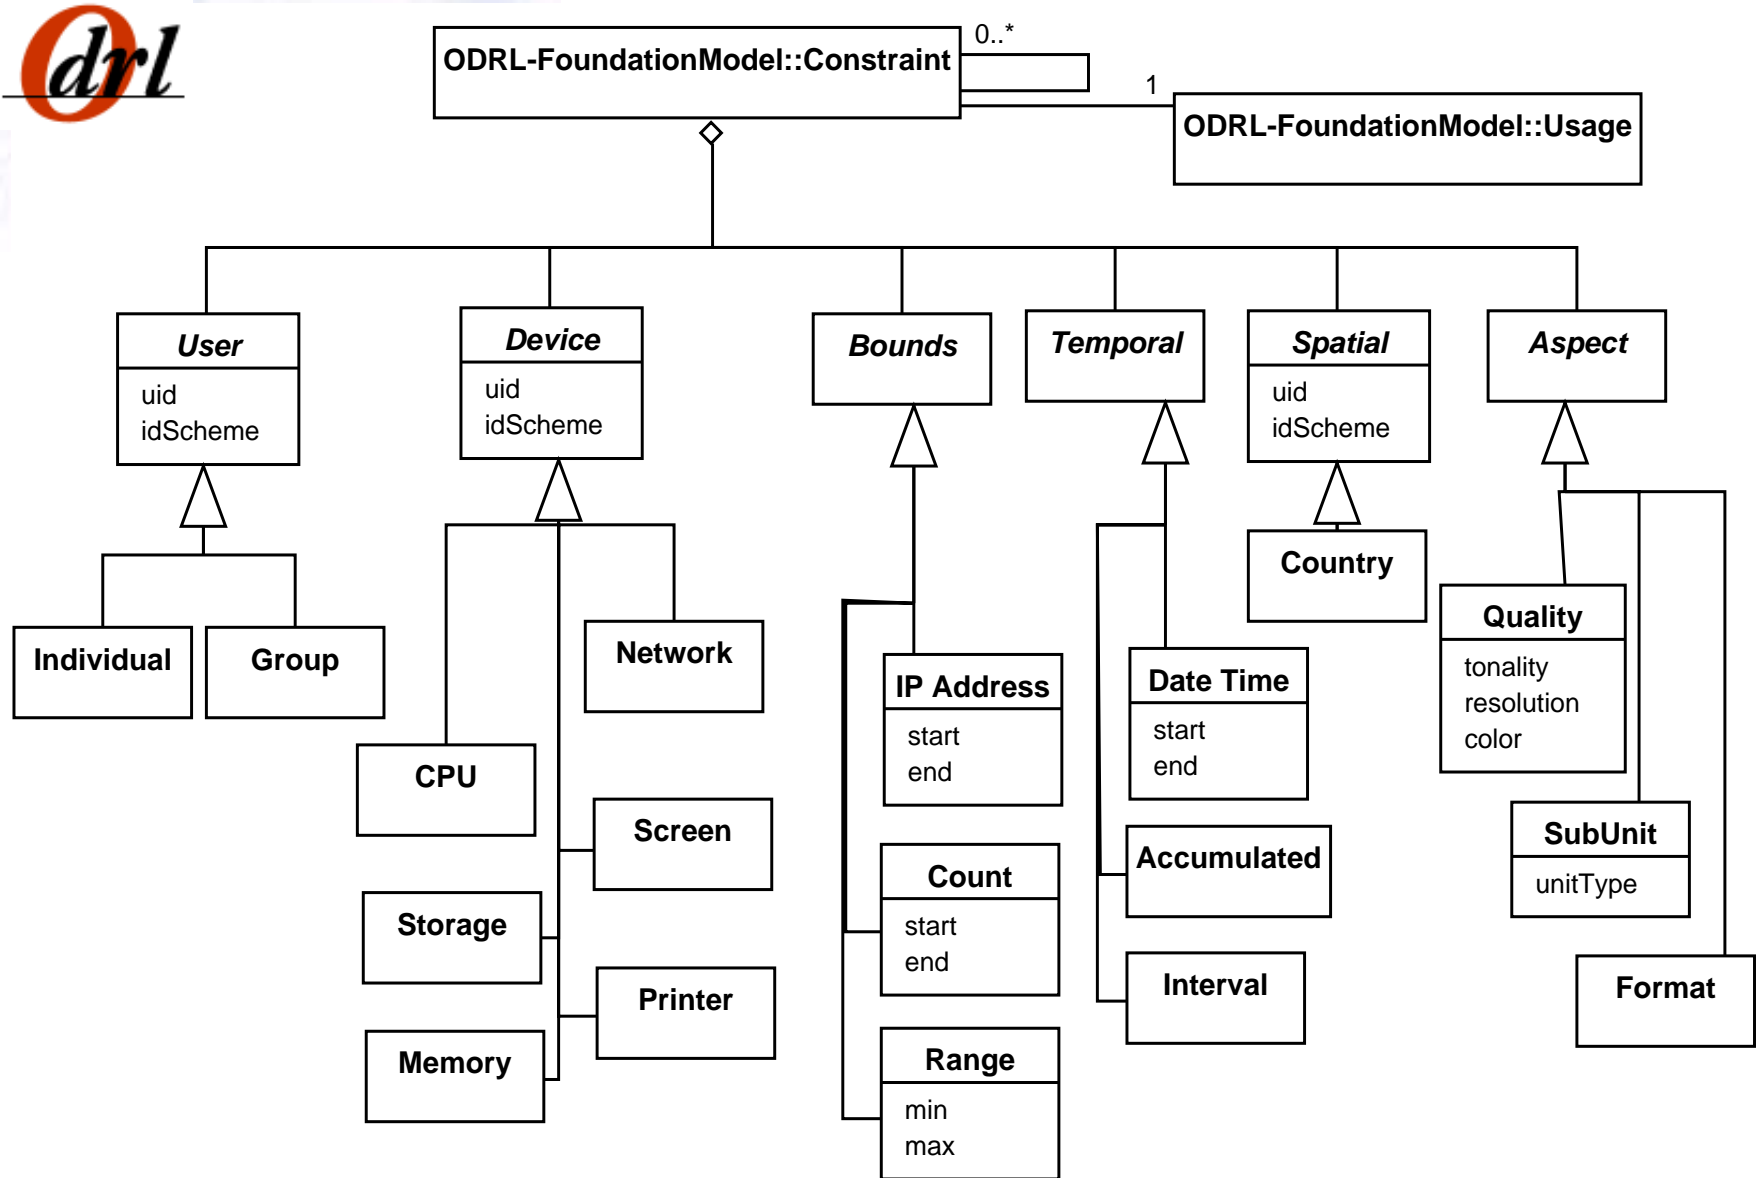 Odrl
ODRL-FoundationModel::Constraint
0..*
1
ODRL-FoundationModel::Usage
User
uid
idScheme
Device
uid
idScheme
Bounds
Temporal
Spatial
uid
idScheme
Aspect
Individual
Group
Network
CPU
Screen
Storage
Printer
Memory
IP Address
start
end
Count
start
end
Range
min
max
Date Time
start
end
Accumulated
Interval
Country
Quality
tonality
resolution
color
SubUnit
unitType
Format